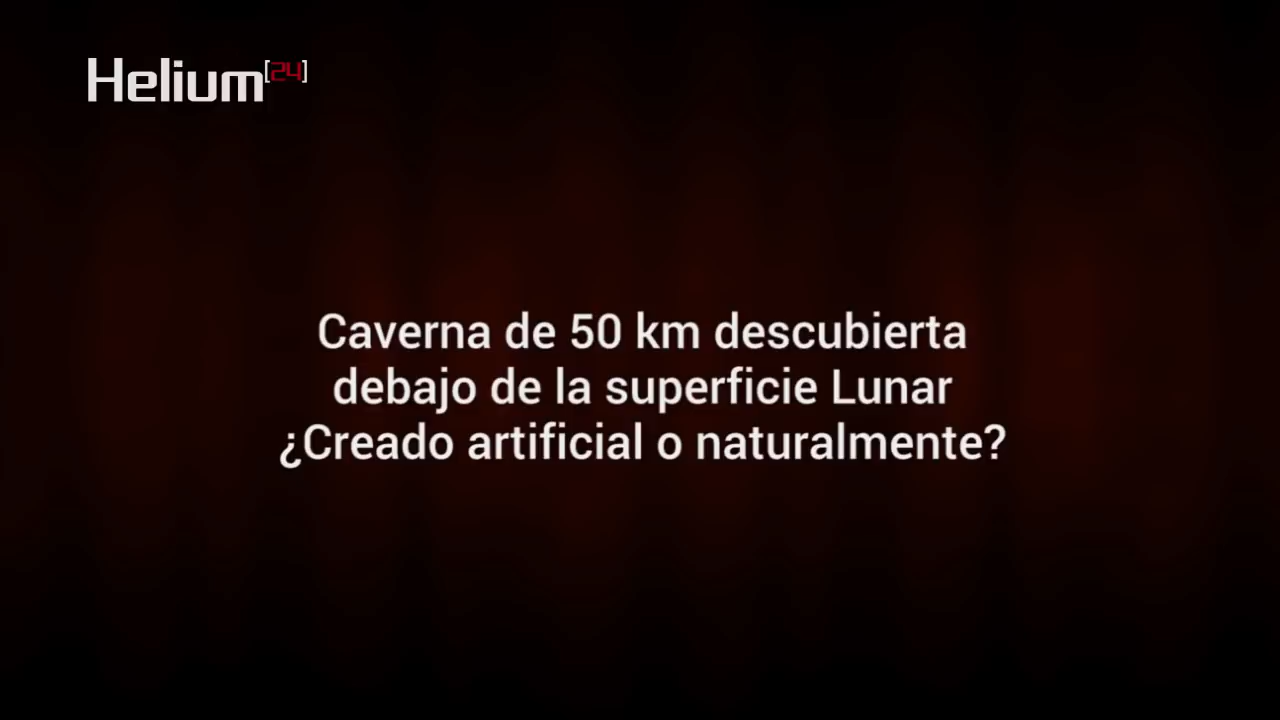 Helium[24]
Caverna de 50 km descubierta
debajo de la superficie Lunar
¿Creado artificial o naturalmente?